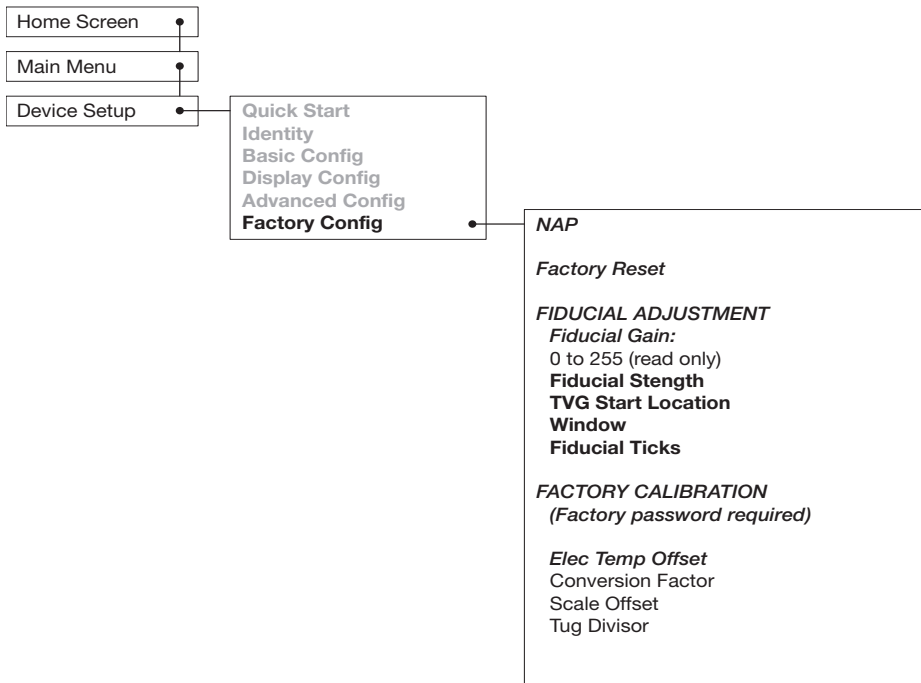 Home Screen
Main Menu
Device Setup
Quick Start
Identity
Basic Config
Display Config
Advanced Config
Factory Config
NAP
Factory Reset
FIDUCIAL ADJUSTMENT
Fiducial Gain:
0 to 255 (read only)
Fiducial Stength
TVG Start Location
Window
Fiducial Ticks
FACTORY CALIBRATION
(Factory password required)
Elec Temp Offset
Conversion Factor
Scale Offset
Tug Divisor